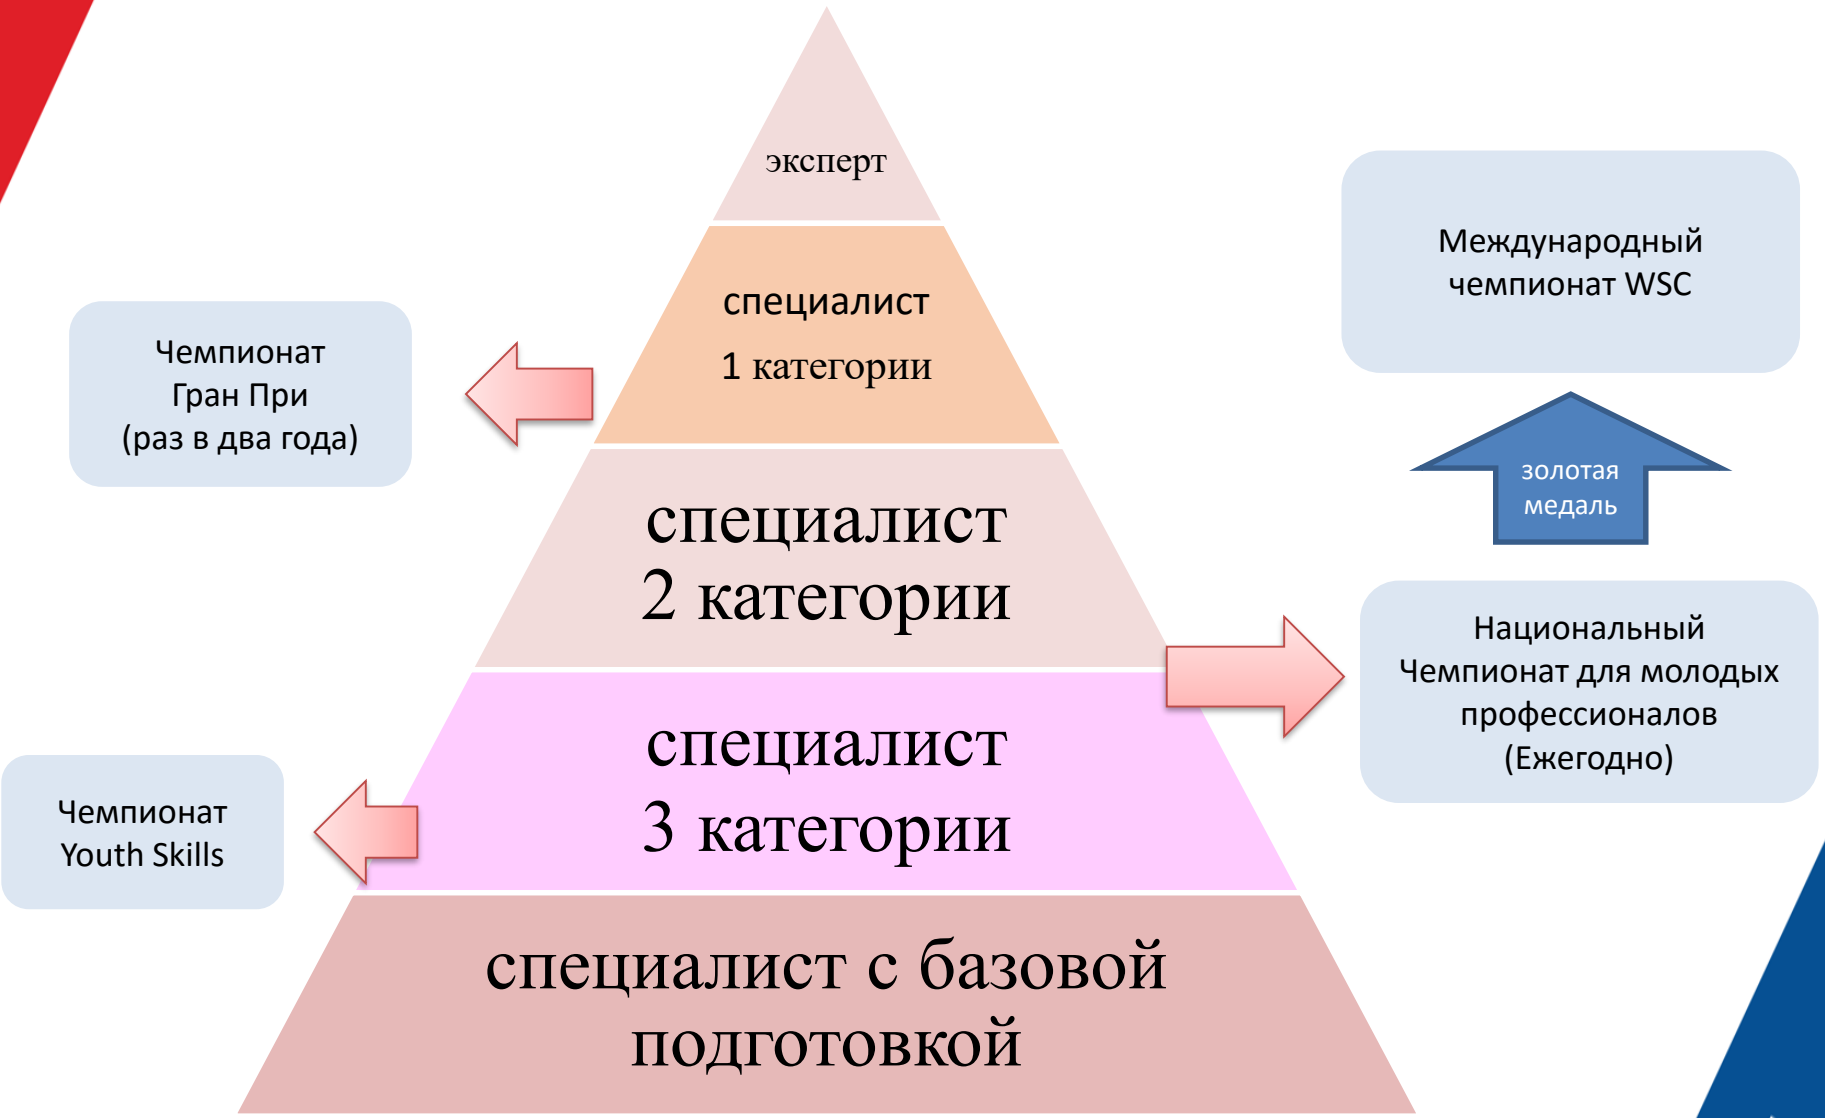 эксперт
специалист
1 категории
специалист
2 категории
специалист
3 категории
специалист с базовой
подготовкой
Чемпионат
Гран При
(раз в два года)
Чемпионат
Youth Skills
Международный
чемпионат WSC
золотая
медаль
Национальный
Чемпионат для молодых
профессионалов
(Ежегодно)